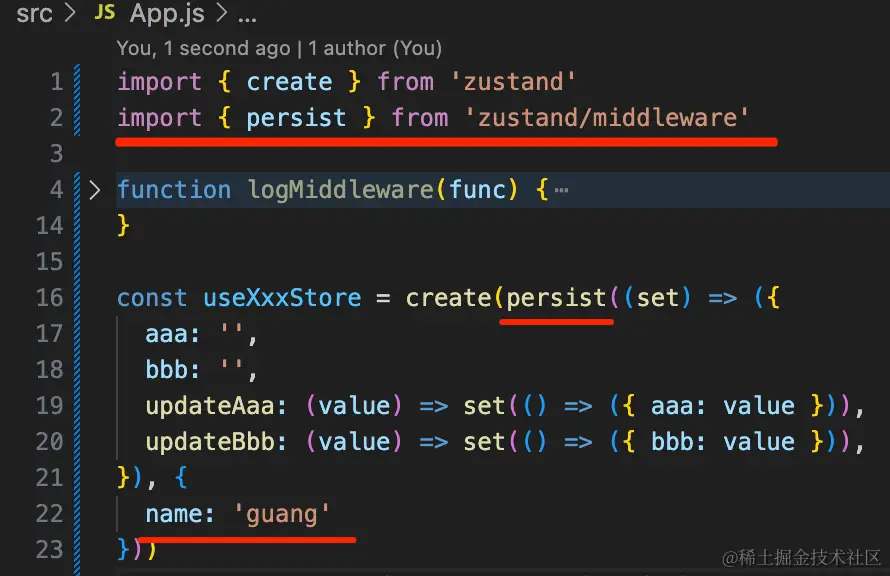 src > JS App.js > ...
You, 1 second ago | 1 author (You)
1 import { create } from 'zustand'
2 import { persist } from 'zustand/middleware'
3
4 > function logMiddleware(func) { ⋯
14 }
15
16 const useXxxStore = create(persist((set) => ({
17 aaa: '',
18 bbb: '',
19 updateAaa: (value) => set(() => ({ aaa: value })),
20 updateBbb: (value) => set(() => ({ bbb: value })),
21 }), {
22 name: 'guang'
23 }))
@稀土掘金技术社区